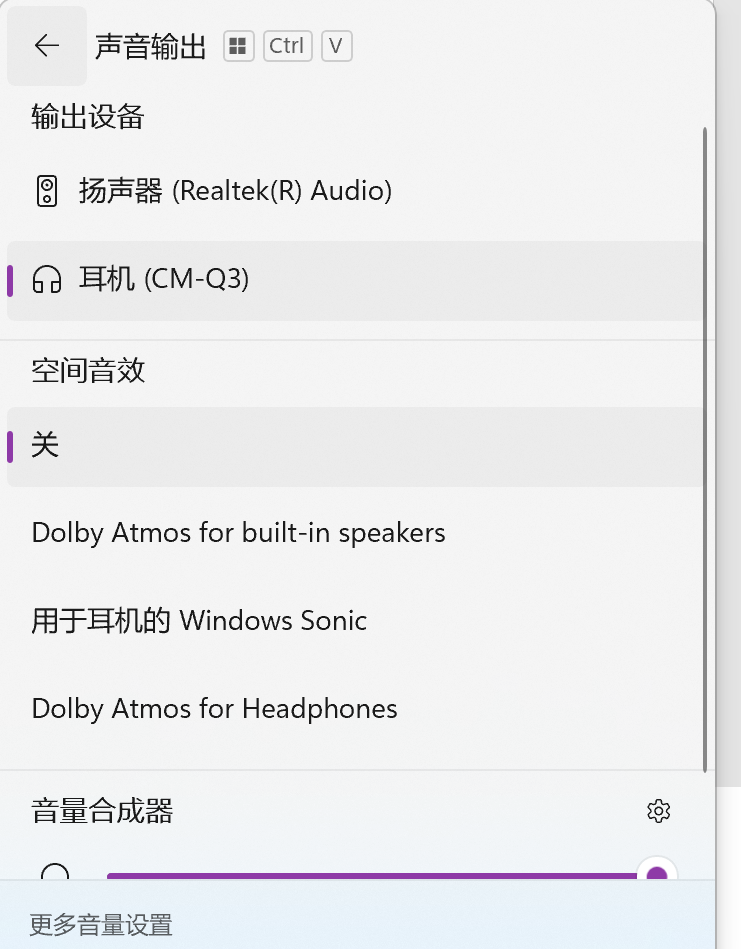 声音输出 Ctrl V
输出设备
扬声器 (Realtek(R) Audio)
耳机 (CM-Q3)
空间音效
关
Dolby Atmos for built-in speakers
用于耳机的 Windows Sonic
Dolby Atmos for Headphones
音量合成器
更多音量设置